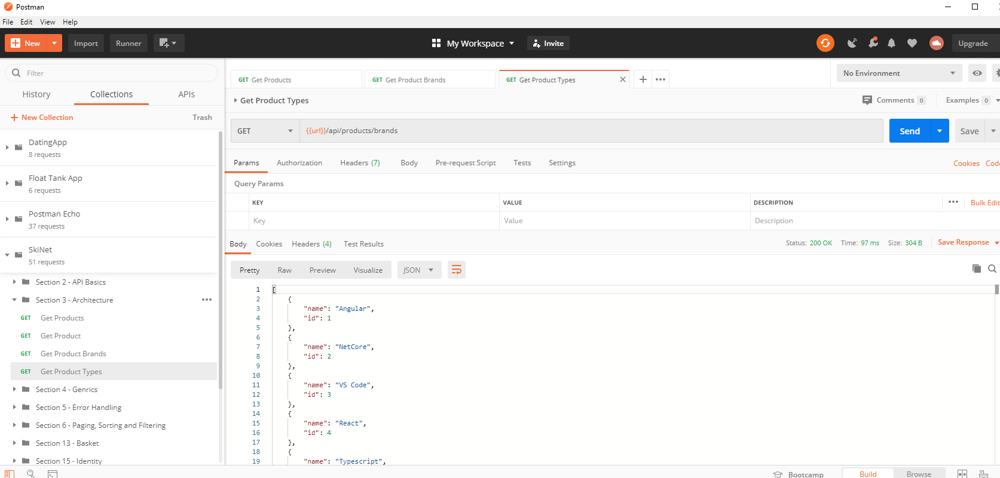 Postman
File Edit View Help
New Import Runner My Workspace Invite Upgrade
Filter
History Collections APIs
New Collection Trash
DatingApp
8 requests
Float Tank App
6 requests
Postman Echo
37 requests
SkiNet
51 requests
Section 2 - API Basics
Section 3 - Architecture
GET Get Products
GET Get Product
GET Get Product Brands
GET Get Product Types
Section 4 - Genrics
Section 5 - Error Handling
Section 6 - Paging, Sorting and Filtering
Section 13 - Basket
Section 15 - Identity
GET Get Products GET Get Product Brands GET Get Product Types No Environment
Get Product Types Comments 0 Examples 0
GET {{url}}/api/products/brands Send Save
Params Authorization Headers (7) Body Pre-request Script Tests Settings Cookies Code
Query Params
KEY VALUE DESCRIPTION Bulk Edit
Key Value Description
Body Cookies Headers (4) Test Results Status: 200 OK Time: 97 ms Size: 304 B Save Response
Pretty Raw Preview Visualize JSON
1 [
2 {
3 "name": "Angular",
4 "id": 1
5 },
6 {
7 "name": "NetCore",
8 "id": 2
9 },
10 {
11 "name": "VS Code",
12 "id": 3
13 },
14 {
15 "name": "React",
16 "id": 4
17 },
18 {
19 "name": "Typescript",
Bootcamp Build Browse